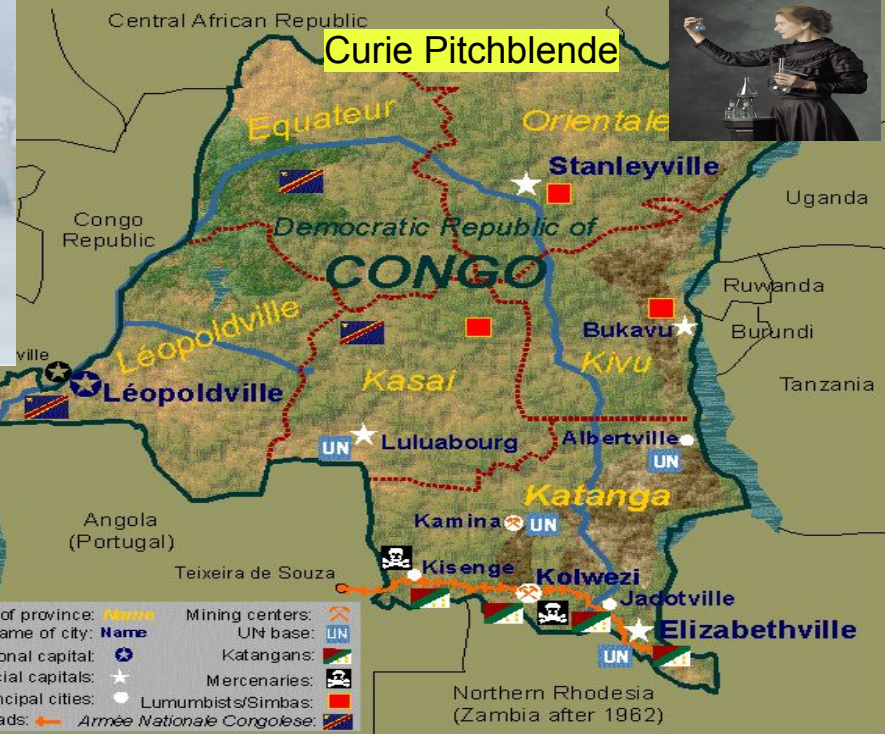 Central African Republic
Curie Pitchblende
Equateur
Orientale
Stanleyville
Uganda
Congo
Republic
Democratic Republic of
CONGO
Ruwanda
Bukavu
Burundi
ville
Léopoldville
Kivu
Kasai
Tanzania
Léopoldville
UN
Luluabourg
Albertville
UN
Katanga
Angola
(Portugal)
Kamina
UN
Teixeira de Souza
Kisenge
Kolwezi
Jadotville
Elizabethville
UN
of province: Name Mining centers:
ame of city: Name UN base: UN
onal capital: Katangans:
cial capitals: Mercenaries:
ncipal cities: Lumumbists/Simbas:
ads: Armée Nationale Congolese:
Northern Rhodesia
(Zambia after 1962)